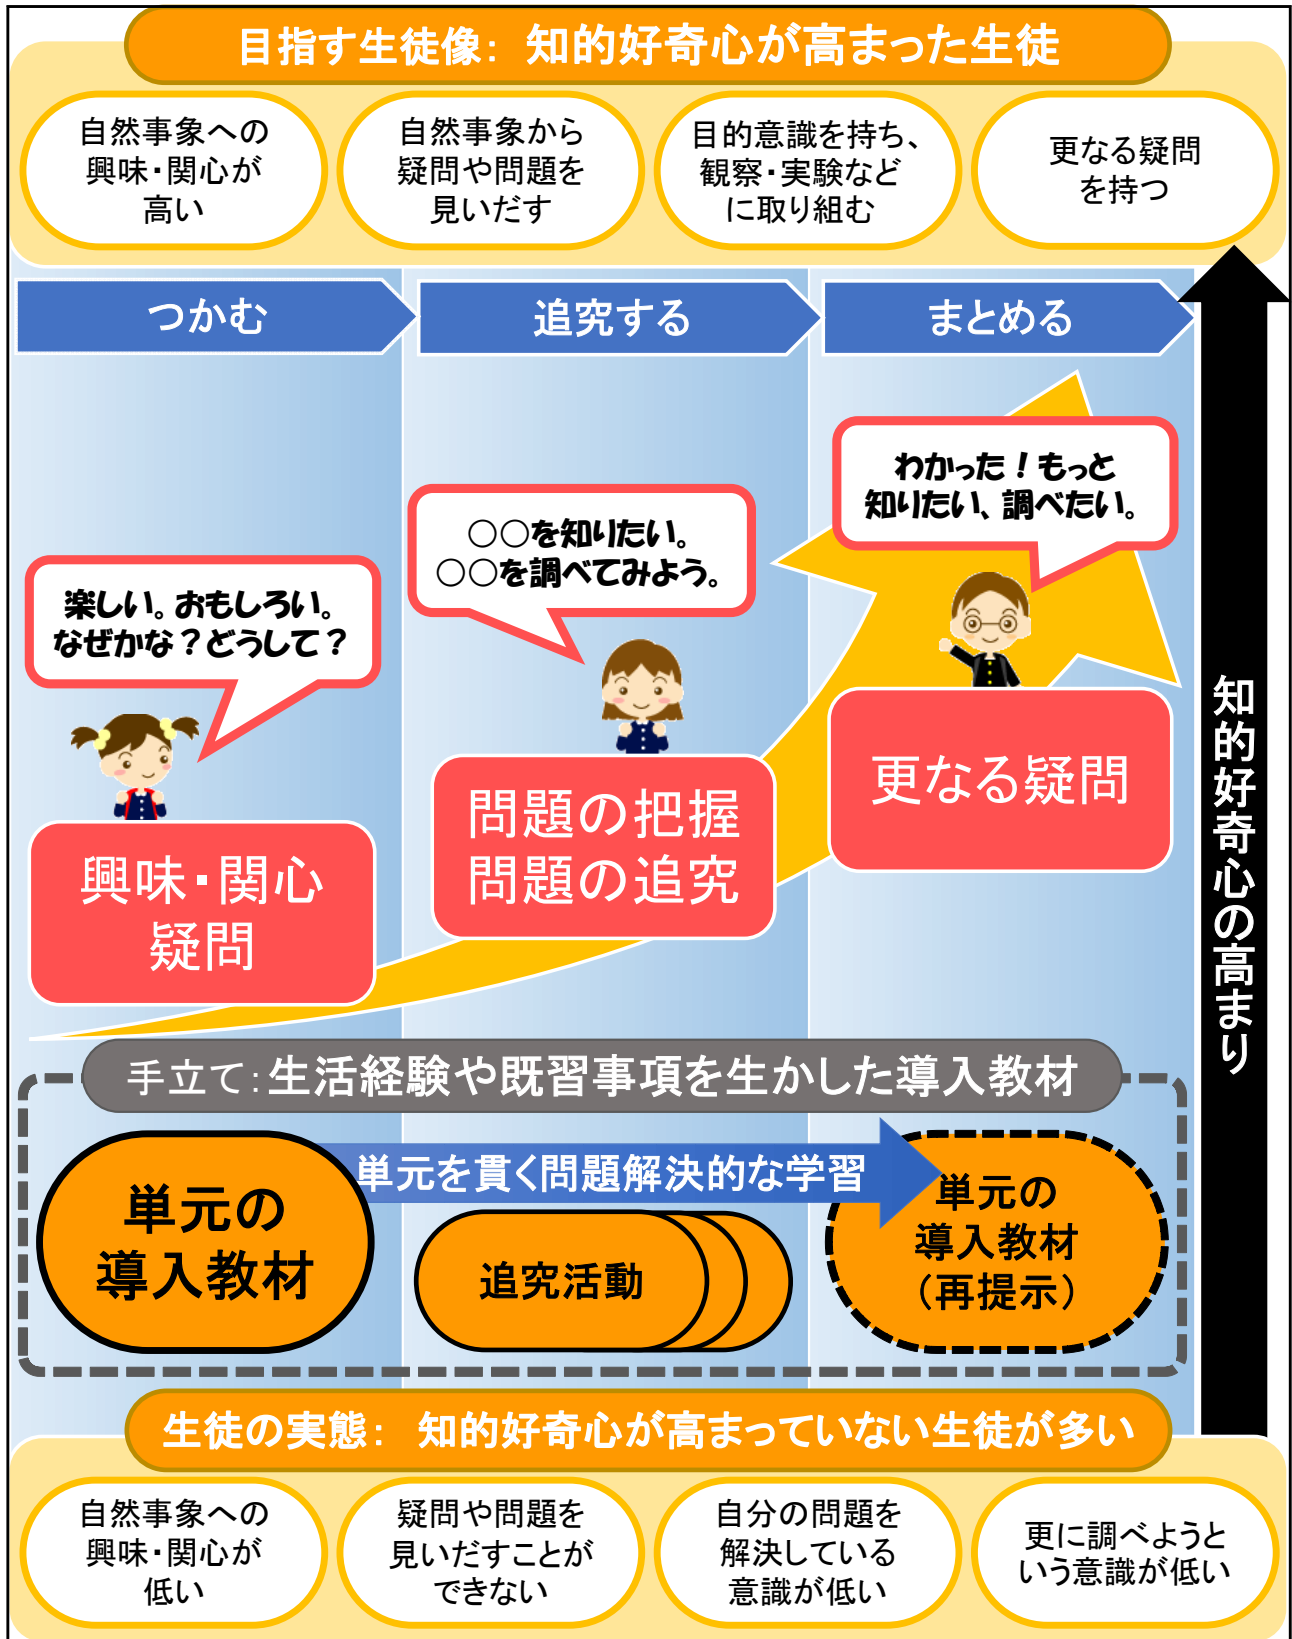 目指す生徒像： 知的好奇心が高まった生徒
自然事象への
興味・関心が
高い
自然事象から
疑問や問題を
見いだす
目的意識を持ち、
観察・実験など
に取り組む
更なる疑問
を持つ
つかむ
追究する
まとめる
わかった！もっと
知りたい、調べたい。
○○を知りたい。
○○を調べてみよう。
楽しい。おもしろい。
なぜかな？どうして？
更なる疑問
問題の把握
問題の追究
興味・関心
疑問
知的好奇心の高まり
手立て：生活経験や既習事項を生かした導入教材
単元を貫く問題解決的な学習
単元の
導入教材
追究活動
単元の
導入教材
（再提示）
生徒の実態： 知的好奇心が高まっていない生徒が多い
自然事象への
興味・関心が
低い
疑問や問題を
見いだすことが
できない
自分の問題を
解決している
意識が低い
更に調べようと
いう意識が低い